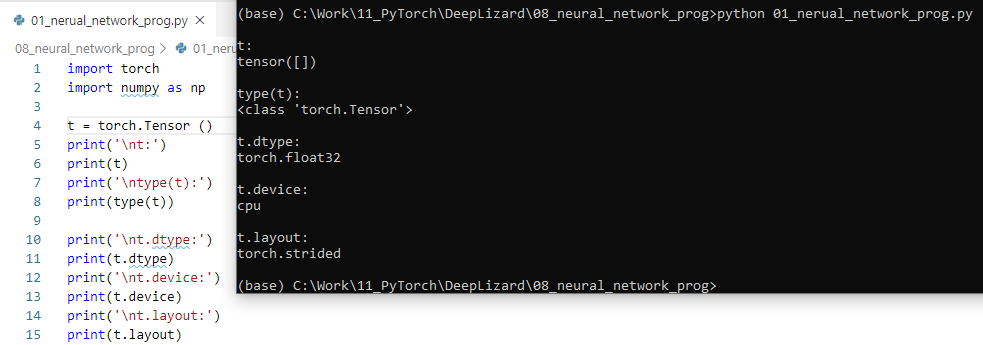 01_nerual_network_prog.py ×
08_neural_network_prog > 01_neru
1 import torch
2 import numpy as np
3
4 t = torch.Tensor ()
5 print('\nt:')
6 print(t)
7 print('\ntype(t):')
8 print(type(t))
9
10 print('\nt.dtype:')
11 print(t.dtype)
12 print('\nt.device:')
13 print(t.device)
14 print('\nt.layout:')
15 print(t.layout)
(base) C:\Work\11_PyTorch\DeepLizard\08_neural_network_prog>python 01_nerual_network_prog.py
t:
tensor([])
type(t):
<class 'torch.Tensor'>
t.dtype:
torch.float32
t.device:
cpu
t.layout:
torch.strided
(base) C:\Work\11_PyTorch\DeepLizard\08_neural_network_prog>